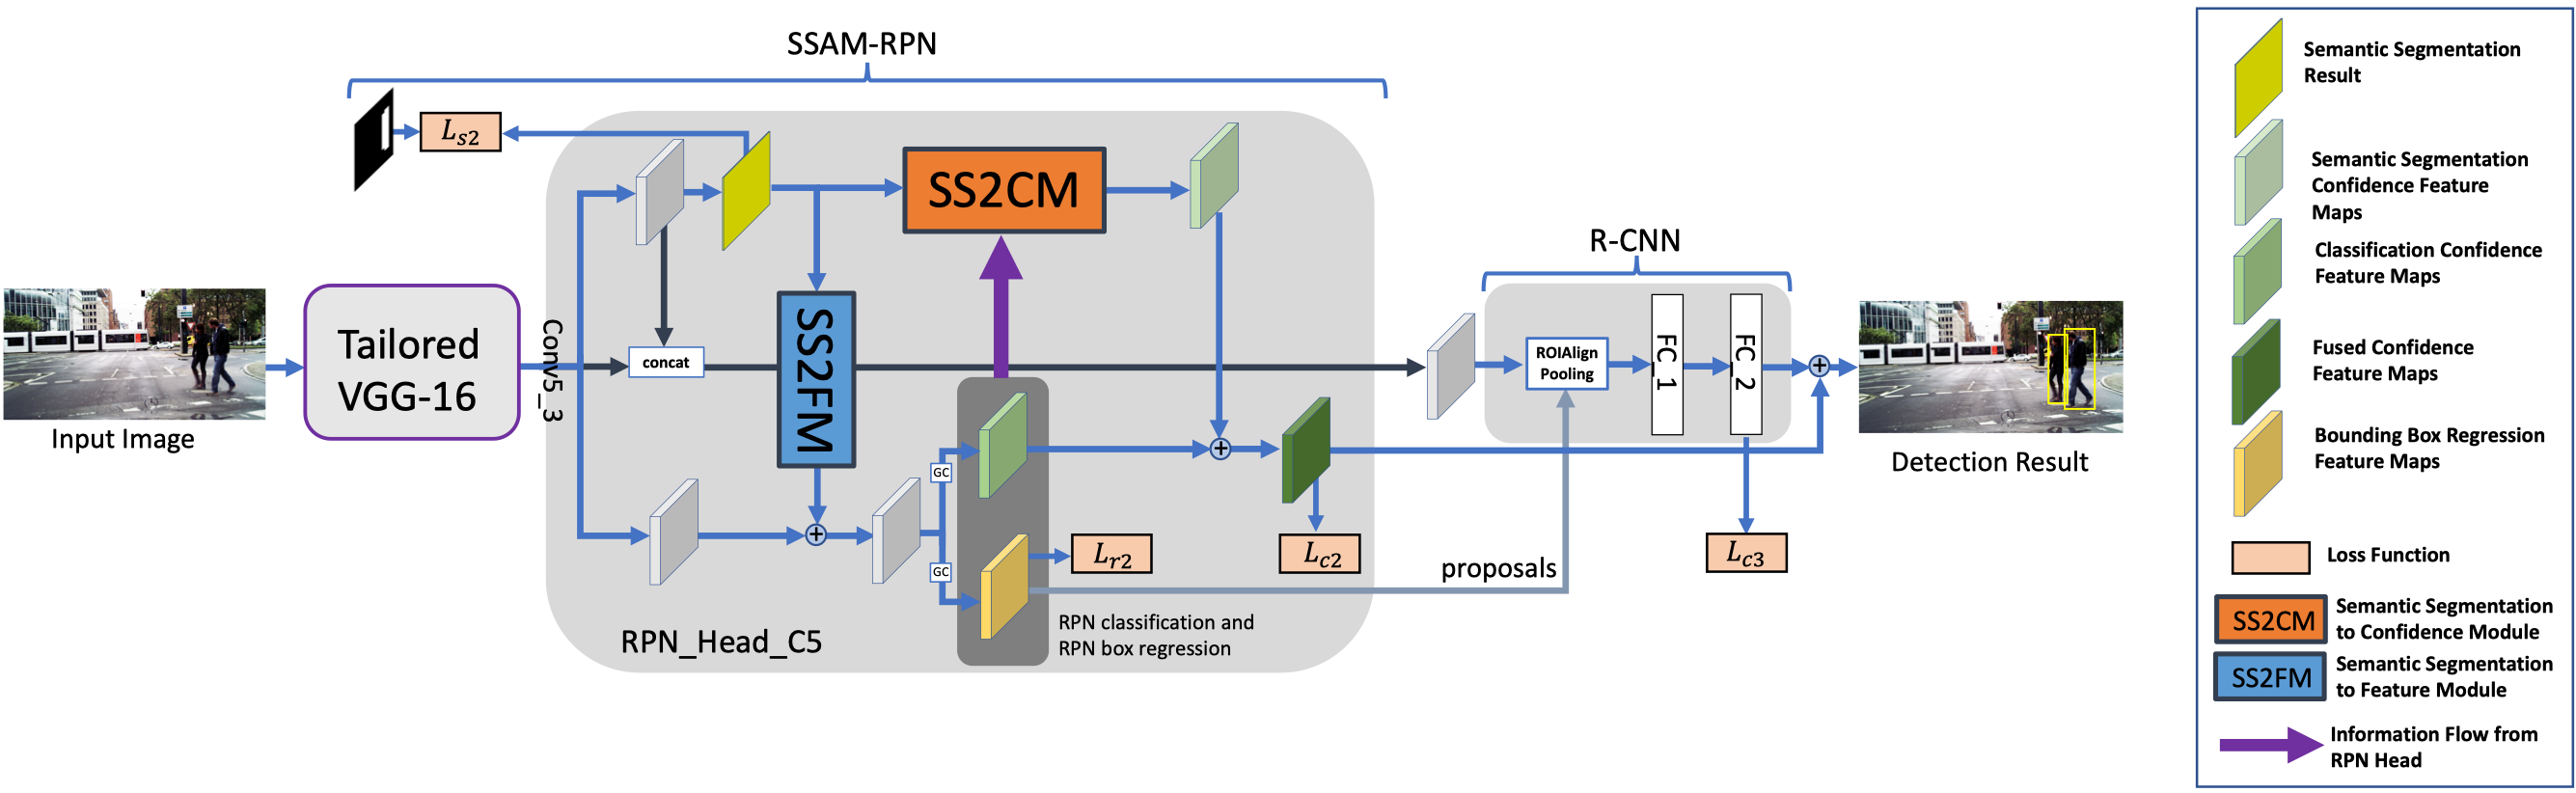 SSAM-RPN
L_{s2}
SS2CM
Input Image
Tailored
VGG-16
Conv5_3
concat
SS2FM
GC
GC
RPN_Head_C5
L_{r2}
L_{c2}
RPN classification and
RPN box regression
proposals
R-CNN
ROIAlign
Pooling
FC_1
FC_2
L_{c3}
Detection Result
Semantic Segmentation
Result
Semantic Segmentation
Confidence Feature
Maps
Classification Confidence
Feature Maps
Fused Confidence
Feature Maps
Bounding Box Regression
Feature Maps
Loss Function
SS2CM
Semantic Segmentation
to Confidence Module
SS2FM
Semantic Segmentation
to Feature Module
Information Flow from
RPN Head